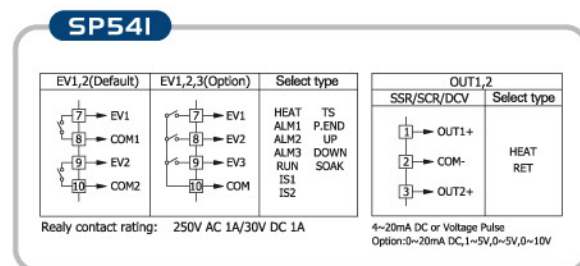 SP54I
EV1,2(Default) EV1,2,3(Option) Select type
7 EV1
8 COM1
9 EV2
10 COM2
7 EV1
8 EV2
9 EV3
10 COM
HEAT TS
ALM1 P.END
ALM2 UP
ALM3 DOWN
RUN SOAK
IS1
IS2
Realy contact rating: 250V AC 1A/30V DC 1A
OUT1,2
SSR/SCR/DCV Select type
1 OUT1+
2 COM-
3 OUT2+
HEAT
RET
4~20mA DC or Voltage Pulse
Option:0~20mA DC,1~5V,0~5V,0~10V